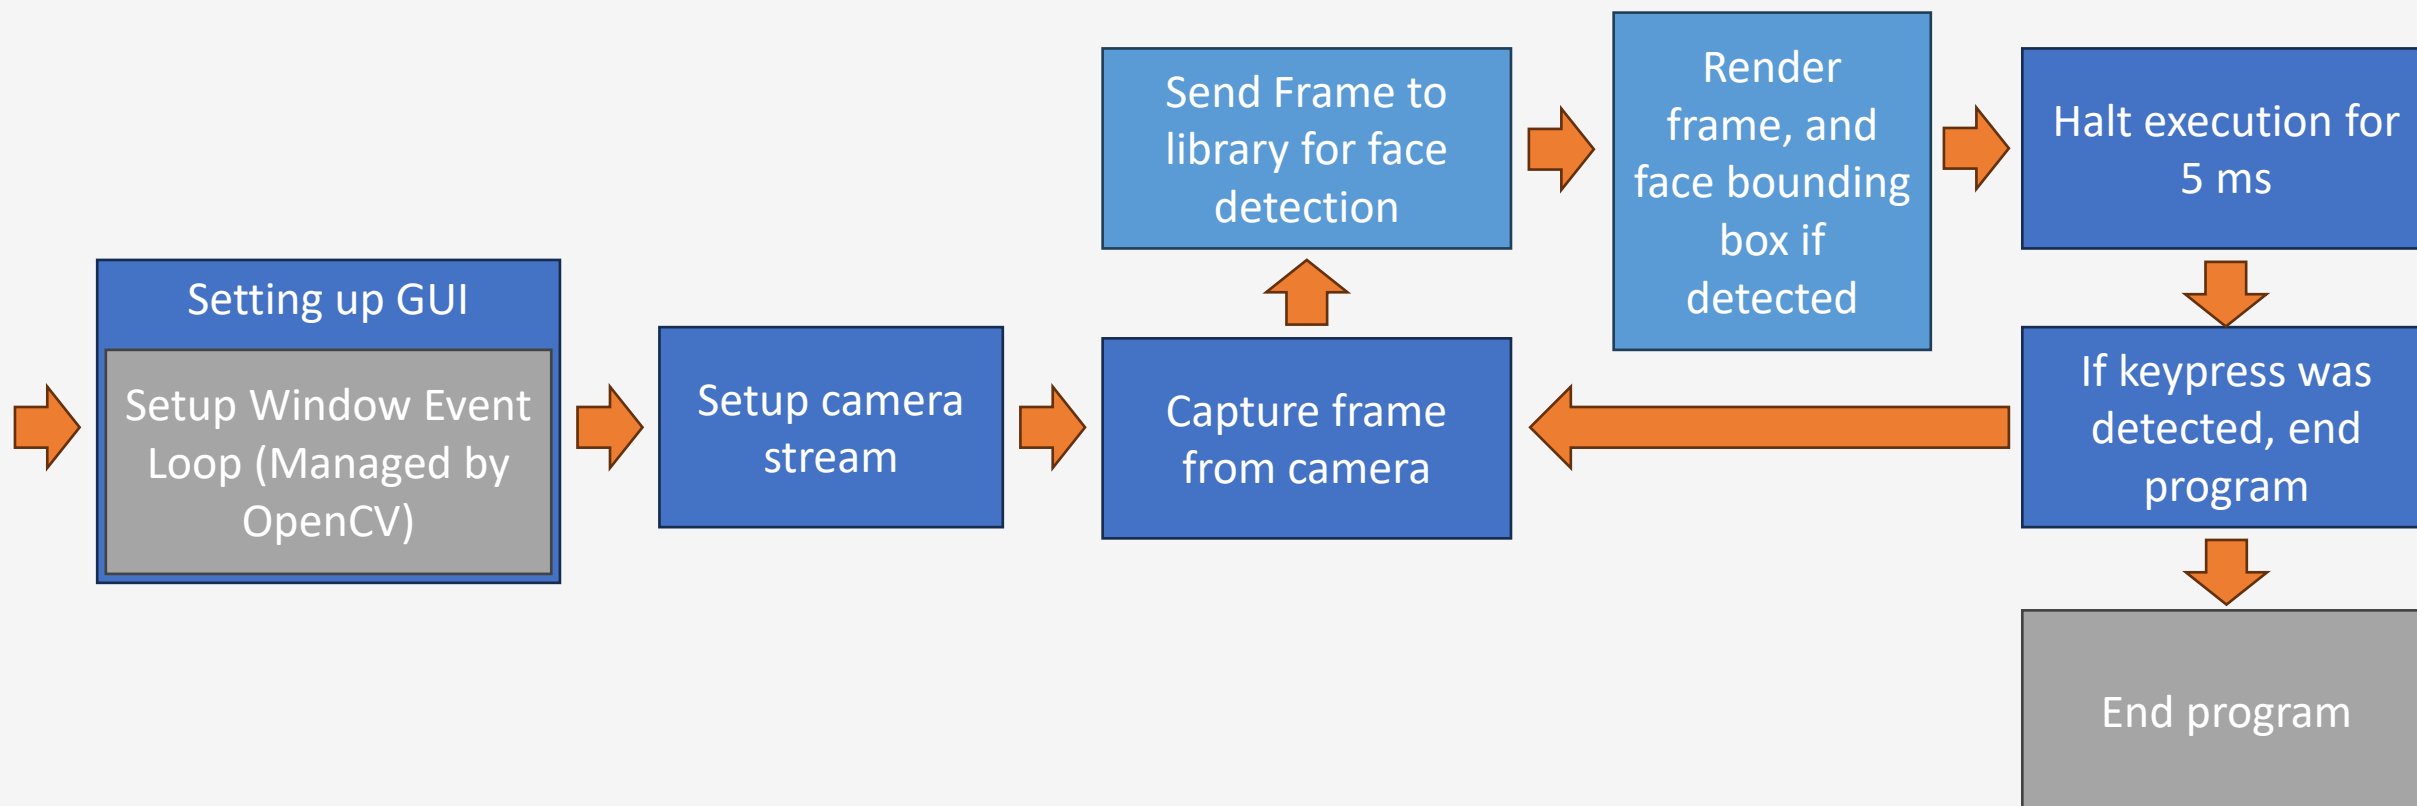 Setting up GUI
Setup Window Event
Loop (Managed by
OpenCV)
Setup camera
stream
Capture frame
from camera
Send Frame to
library for face
detection
Render
frame, and
face bounding
box if
detected
Halt execution for
5 ms
If keypress was
detected, end
program
End program